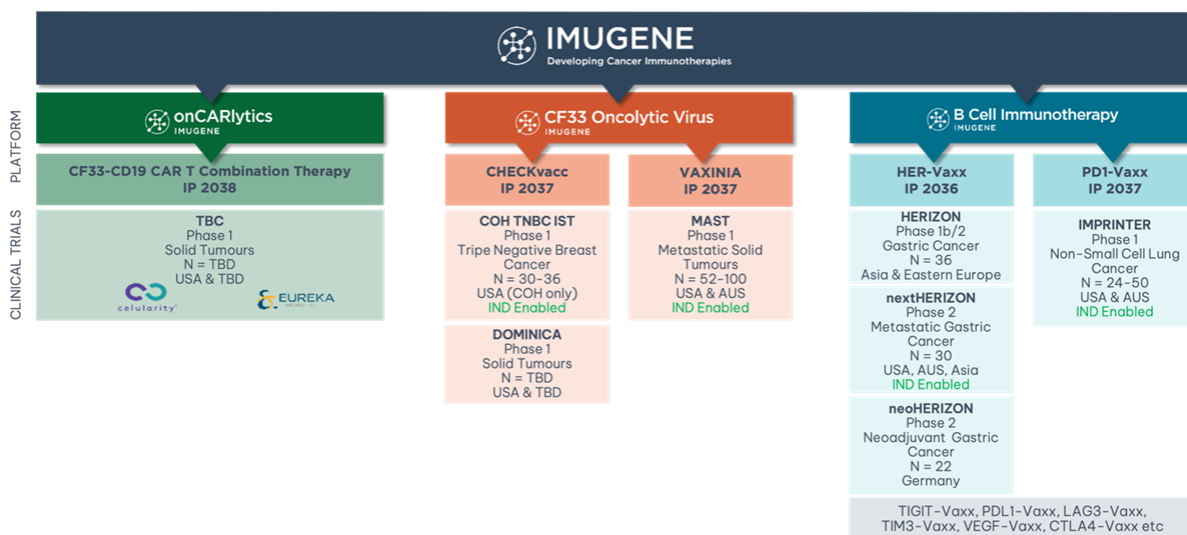 IMUGENE
Developing Cancer Immunotherapies
PLATFORM
onCARlytics
IMUGENE
CF33-CD19 CAR T Combination Therapy
IP 2038
CF33 Oncolytic Virus
IMUGENE
CHECKvacc
IP 2037
VAXINIA
IP 2037
B Cell Immunotherapy
IMUGENE
HER-Vaxx
IP 2036
PD1-Vaxx
IP 2037
CLINICAL TRIALS
TBC
Phase 1
Solid Tumours
N = TBD
USA & TBD
celularity
EUREKA
COH TNBC IST
Phase 1
Tripe Negative Breast
Cancer
N = 30-36
USA (COH only)
IND Enabled
DOMINICA
Phase 1
Solid Tumours
N = TBD
USA & TBD
MAST
Phase 1
Metastatic Solid
Tumours
N = 52-100
USA & AUS
IND Enabled
HERIZON
Phase 1b/2
Gastric Cancer
N = 36
Asia & Eastern Europe
nextHERIZON
Phase 2
Metastatic Gastric
Cancer
N = 30
USA, AUS, Asia
IND Enabled
neoHERIZON
Phase 2
Neoadjuvant Gastric
Cancer
N = 22
Germany
IMPRINTER
Phase 1
Non-Small Cell Lung
Cancer
N = 24-50
USA & AUS
IND Enabled
TIGIT-Vaxx, PDL1-Vaxx, LAG3-Vaxx,
TIM3-Vaxx, VEGF-Vaxx, CTLA4-Vaxx etc